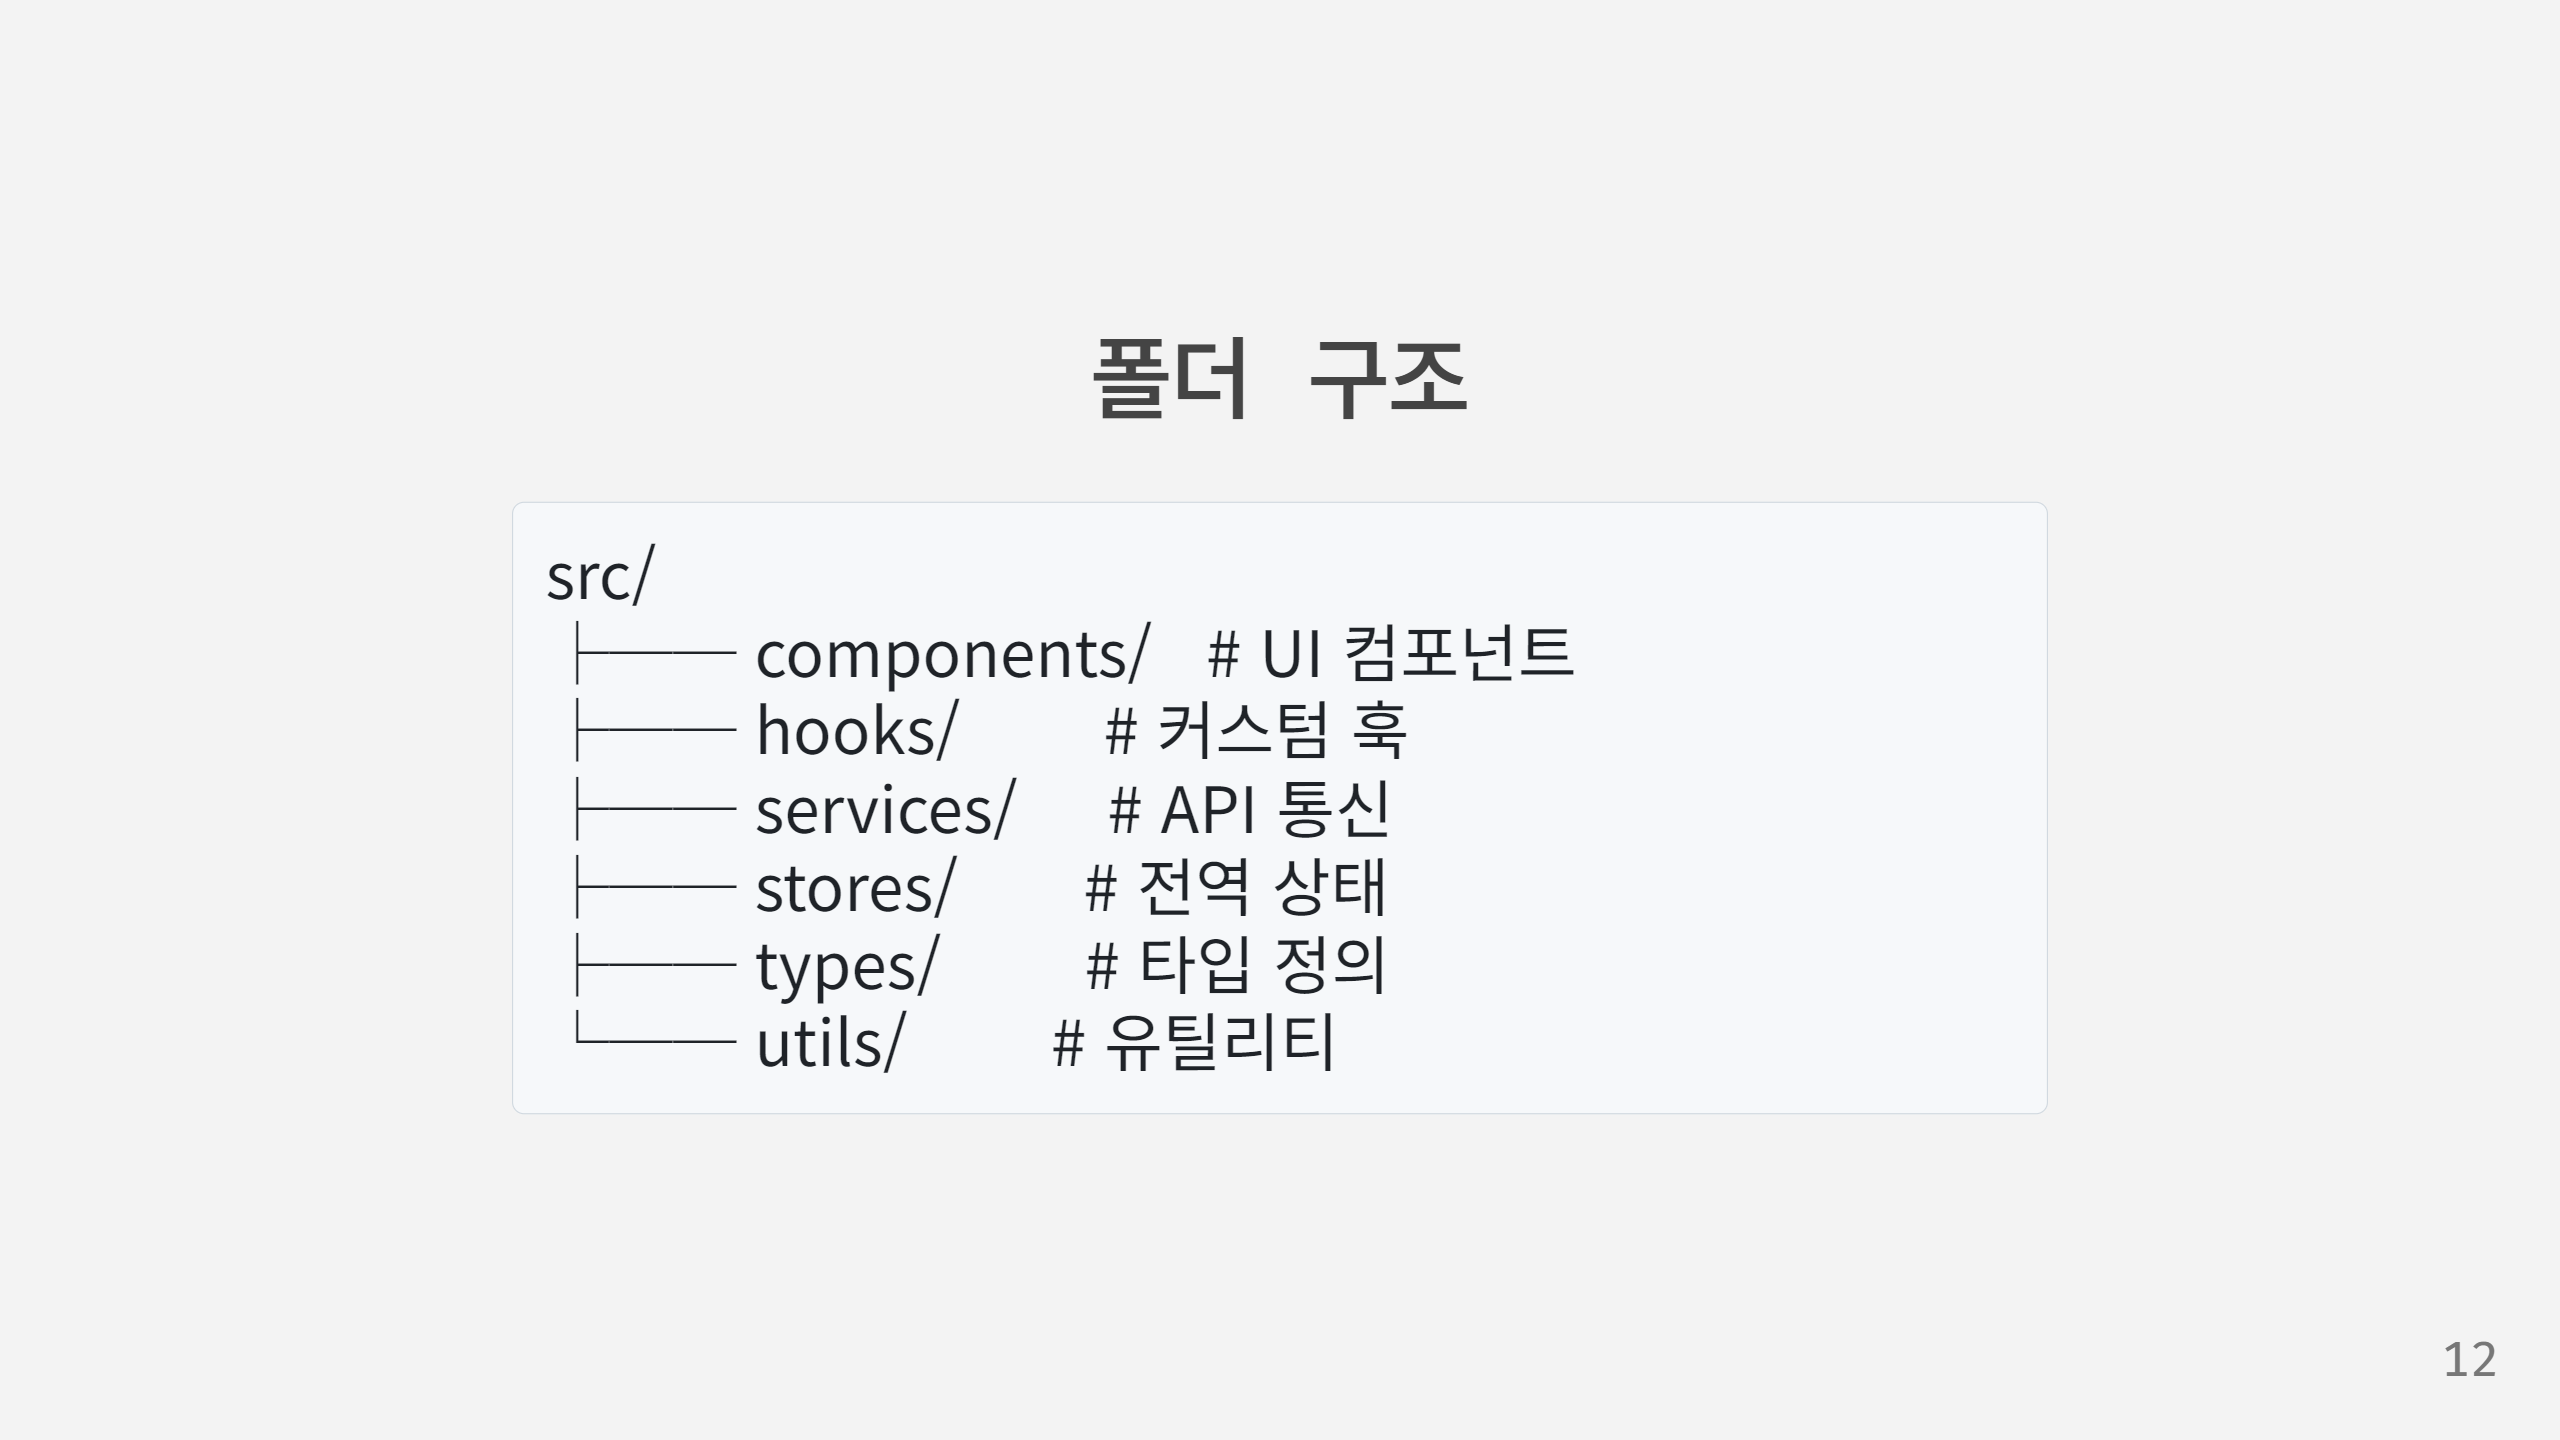 폴더 구조
src/
├── components/   # UI 컴포넌트
├── hooks/        # 커스텀 훅
├── services/     # API 통신
├── stores/       # 전역 상태
├── types/        # 타입 정의
└── utils/        # 유틸리티
12